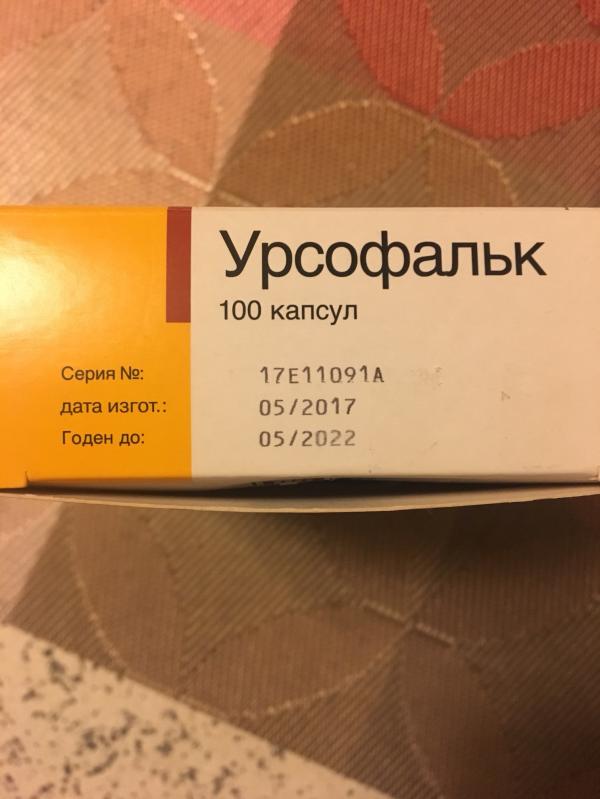 Урсофальк
100 капсул
Серия №: 17E11091A
дата изгот.: 05/2017
Годен до: 05/2022